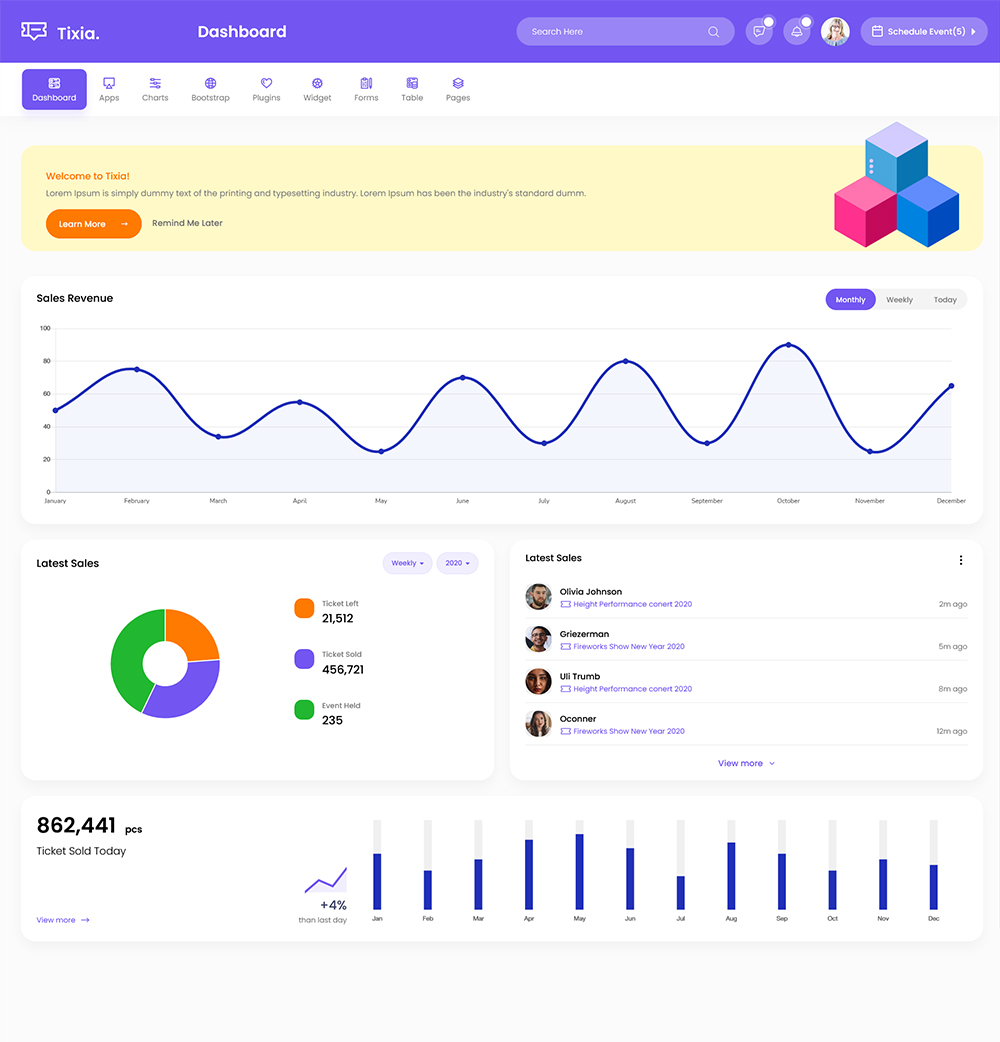 Tixia.
Dashboard
Search Here
Schedule Event(5)
Dashboard
Apps
Charts
Bootstrap
Plugins
Widget
Forms
Table
Pages
Welcome to Tixia!
Lorem Ipsum is simply dummy text of the printing and typesetting industry. Lorem Ipsum has been the industry's standard dumm.
Learn More →
Remind Me Later
Sales Revenue
Monthly
Weekly
Today
100
80
60
40
20
0
January
February
March
April
May
June
July
August
September
October
November
December
Latest Sales
Weekly
2020
Ticket Left
21,512
Ticket Sold
456,721
Event Held
235
Latest Sales
Olivia Johnson
Height Performance conert 2020
2m ago
Griezerman
Fireworks Show New Year 2020
5m ago
Uli Trumb
Height Performance conert 2020
8m ago
Oconner
Fireworks Show New Year 2020
12m ago
View more
862,441 pcs
Ticket Sold Today
View more →
+4%
than last day
Jan
Feb
Mar
Apr
May
Jun
Jul
Aug
Sep
Oct
Nov
Dec